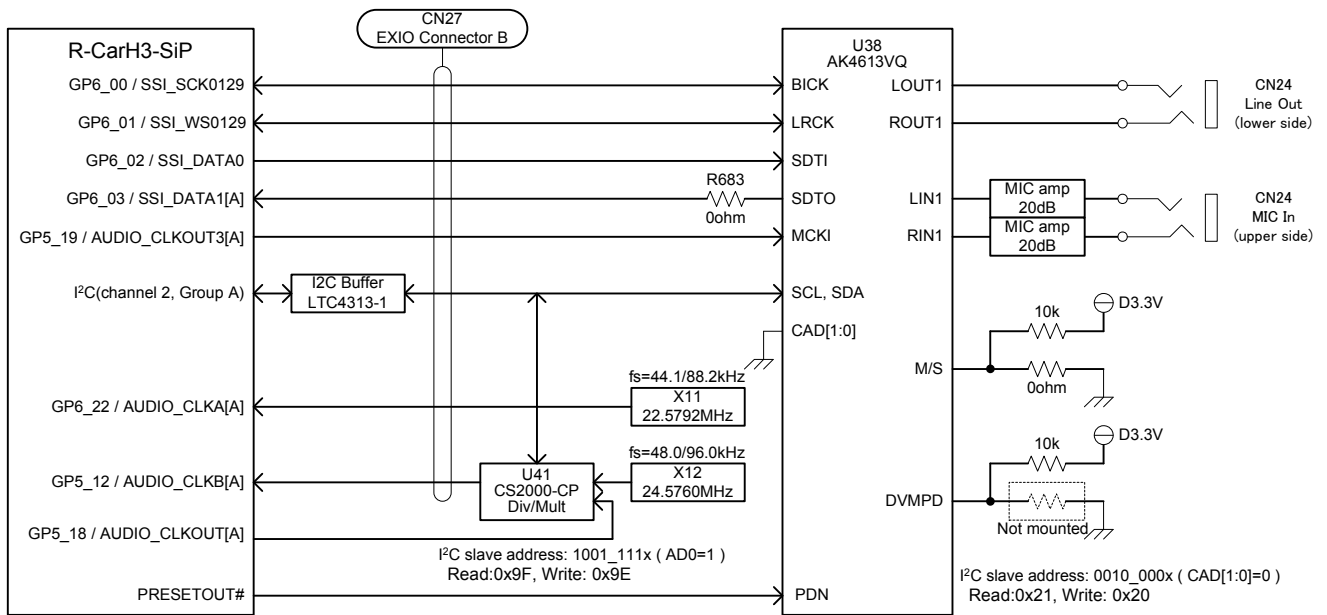 CN27
EXIO Connector B
R-CarH3-SiP
GP6_00 / SSI_SCK0129
GP6_01 / SSI_WS0129
GP6_02 / SSI_DATA0
GP6_03 / SSI_DATA1[A]
GP5_19 / AUDIO_CLKOUT3[A]
I²C(channel 2, Group A)
GP6_22 / AUDIO_CLKA[A]
GP5_12 / AUDIO_CLKB[A]
GP5_18 / AUDIO_CLKOUT[A]
PRESETOUT#
I2C Buffer
LTC4313-1
R683
0ohm
fs=44.1/88.2kHz
X11
22.5792MHz
fs=48.0/96.0kHz
X12
24.5760MHz
U41
CS2000-CP
Div/Mult
I²C slave address: 1001_111x ( AD0=1 )
Read:0x9F, Write: 0x9E
U38
AK4613VQ
BICK
LRCK
SDTI
SDTO
MCKI
SCL, SDA
CAD[1:0]
PDN
LOUT1
ROUT1
LIN1
RIN1
M/S
DVMPD
MIC amp
20dB
MIC amp
20dB
CN24
Line Out
(lower side)
CN24
MIC In
(upper side)
10k
D3.3V
0ohm
10k
D3.3V
Not mounted
I²C slave address: 0010_000x ( CAD[1:0]=0 )
Read:0x21, Write: 0x20